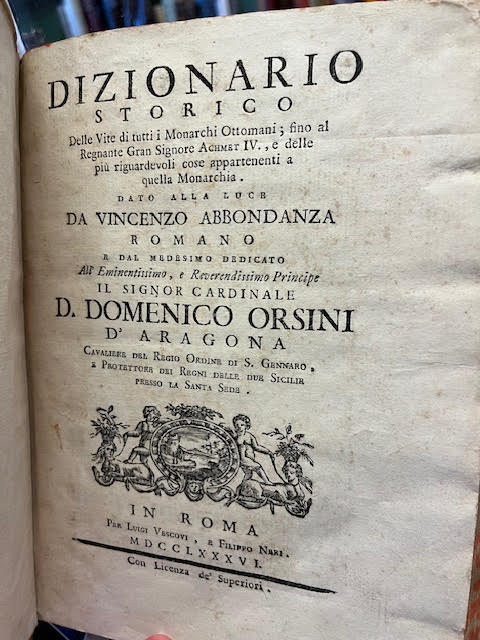 DIZIONARIO
STORICO
Delle Vite di tutti i Monarchi Ottomani; fino al
Regnante Gran Signore ACHMET IV., e delle
più riguardevoli cose appartenenti a
quella Monarchia.
DATO ALLA LUCE
DA VINCENZO ABBONDANZA
ROMANO
E DAL MEDESIMO DEDICATO
All' Eminentissimo, e Reverendissimo Principe
IL SIGNOR CARDINALE
D. DOMENICO ORSINI
D' ARAGONA
CAVALIERE DEL REGIO ORDINE DI S. GENNARO,
E PROTETTORE DEI REGNI DELLE DUE SICILIE
PRESSO LA SANTA SEDE.
IN ROMA
PER LUIGI VESCOVI, E FILIPPO NERI.
MDCCLXXXVI.
Con Licenza de' Superiori.